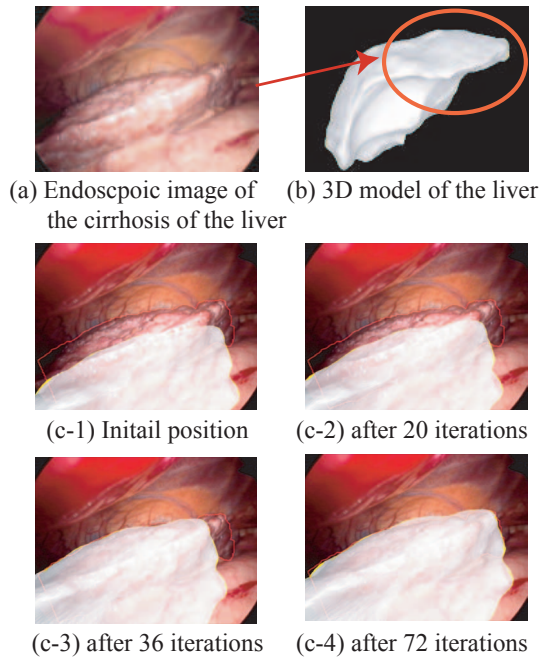 (a) Endoscpoic image of
the cirrhosis of the liver
(b) 3D model of the liver
(c-1) Initail position
(c-2) after 20 iterations
(c-3) after 36 iterations
(c-4) after 72 iterations